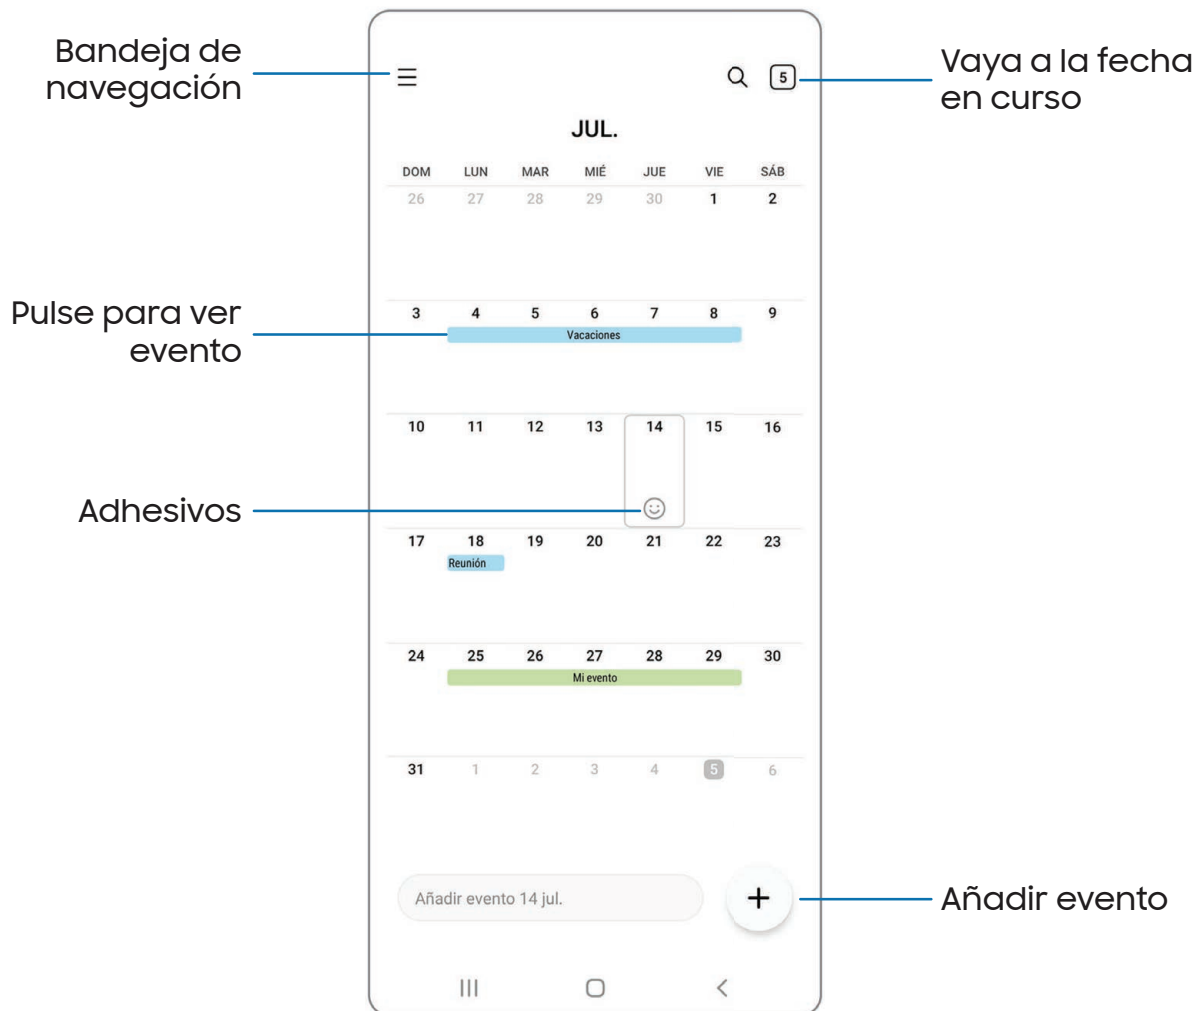 Bandeja de
navegación
Vaya a la fecha
en curso
5
JUL.
DOM LUN MAR MIÉ JUE VIE SÁB
26 27 28 29 30 1 2
Pulse para ver
evento
3 4 5 6 7 8 9
Vacaciones
10 11 12 13 14 15 16
Adhesivos
17 18 19 20 21 22 23
Reunión
24 25 26 27 28 29 30
Mi evento
31 1 2 3 4 5 6
Añadir evento 14 jul.
+
Añadir evento